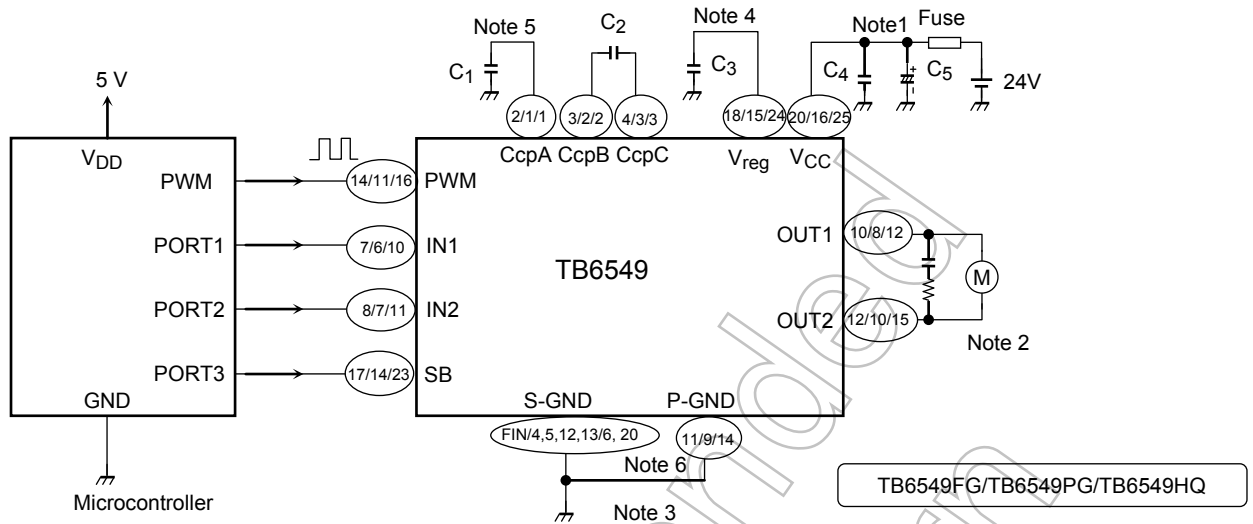 Note 5
C2
Note 4
Note1
Fuse
C1
C3
C4
C5
24V
5 V
2/1/1
3/2/2
4/3/3
18/15/24
20/16/25
VDD
CcpA
CcpB
CcpC
Vreg
VCC
PWM
14/11/16
PWM
PORT1
7/6/10
IN1
OUT1
10/8/12
TB6549
M
PORT2
8/7/11
IN2
OUT2
12/10/15
Note 2
PORT3
17/14/23
SB
GND
S-GND
P-GND
FIN/4,5,12,13/6, 20
11/9/14
Note 6
Microcontroller
Note 3
TB6549FG/TB6549PG/TB6549HQ